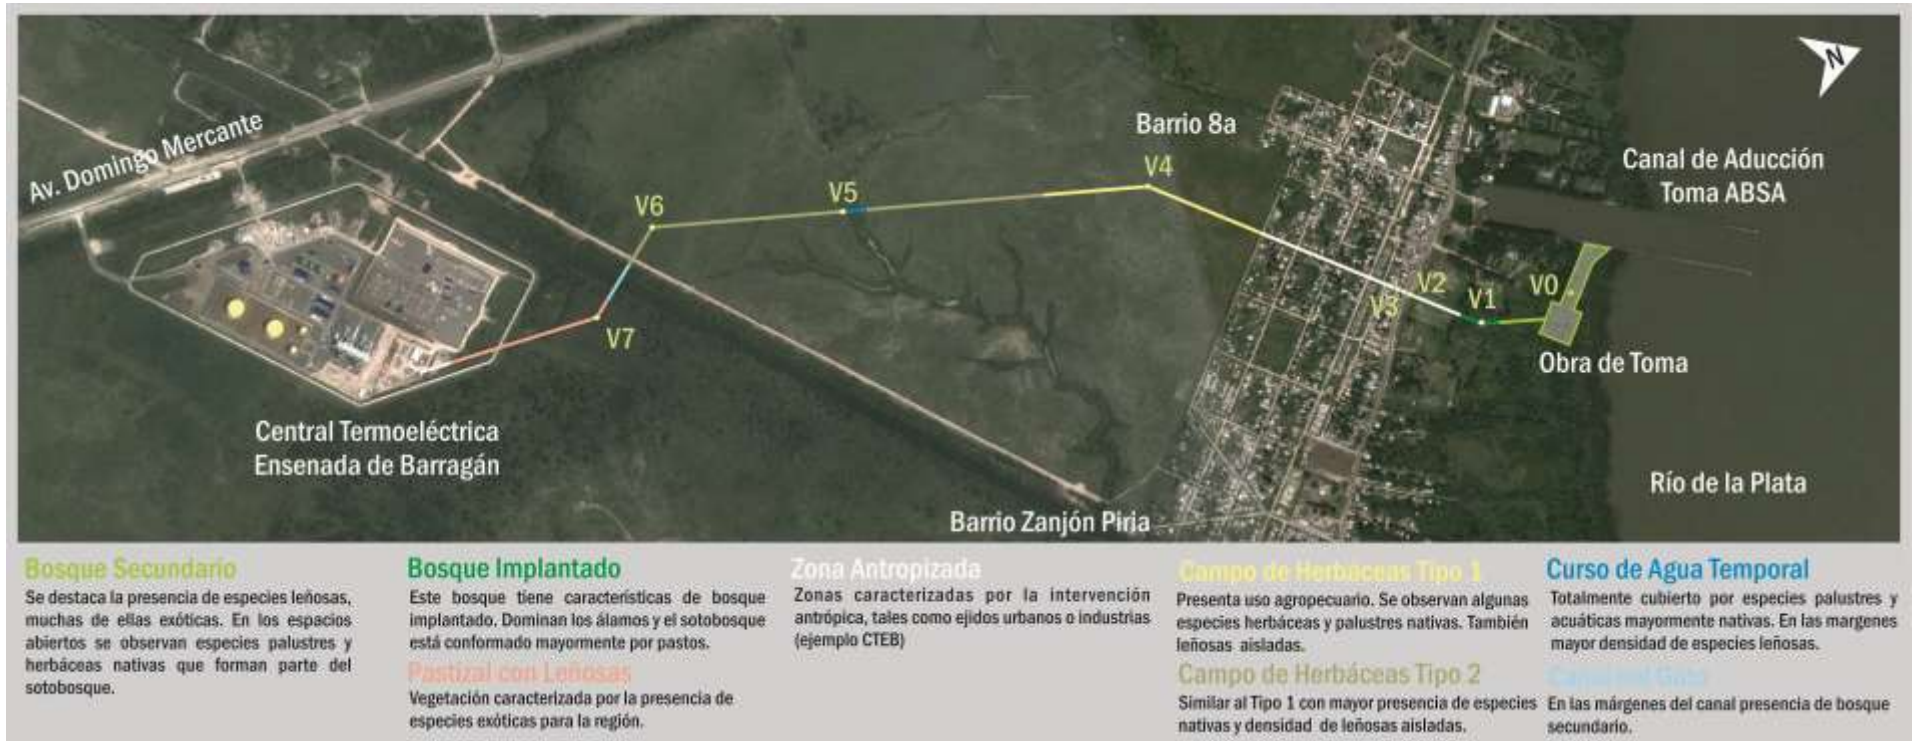 N
Av. Domingo Mercante
Barrio 8a
Canal de Aducción
Toma ABSA
V4
V5
V6
V0
V1
V2
V3
V7
Obra de Toma
Central Termoeléctrica
Ensenada de Barragán
Río de la Plata
Barrio Zanjón Piria
Bosque Secundario
Se destaca la presencia de especies leñosas,
muchas de ellas exóticas. En los espacios
abiertos se observan especies palustres y
herbáceas nativas que forman parte del
sotobosque.
Bosque Implantado
Este bosque tiene características de bosque
implantado. Dominan los álamos y el sotobosque
está conformado mayormente por pastos.
Pastizal con Leñosas
Vegetación caracterizada por la presencia de
especies exóticas para la región.
Zona Antropizada
Zonas caracterizadas por la intervención
antrópica, tales como ejidos urbanos o industrias
(ejemplo CTEB)
Campo de Herbáceas Tipo 1
Presenta uso agropecuario. Se observan algunas
especies herbáceas y palustres nativas. También
leñosas aisladas.
Campo de Herbáceas Tipo 2
Similar al Tipo 1 con mayor presencia de especies
nativas y densidad de leñosas aisladas.
Curso de Agua Temporal
Totalmente cubierto por especies palustres y
acuáticas mayormente nativas. En las margenes
mayor densidad de especies leñosas.
Gato
En las márgenes del canal presencia de bosque
secundario.